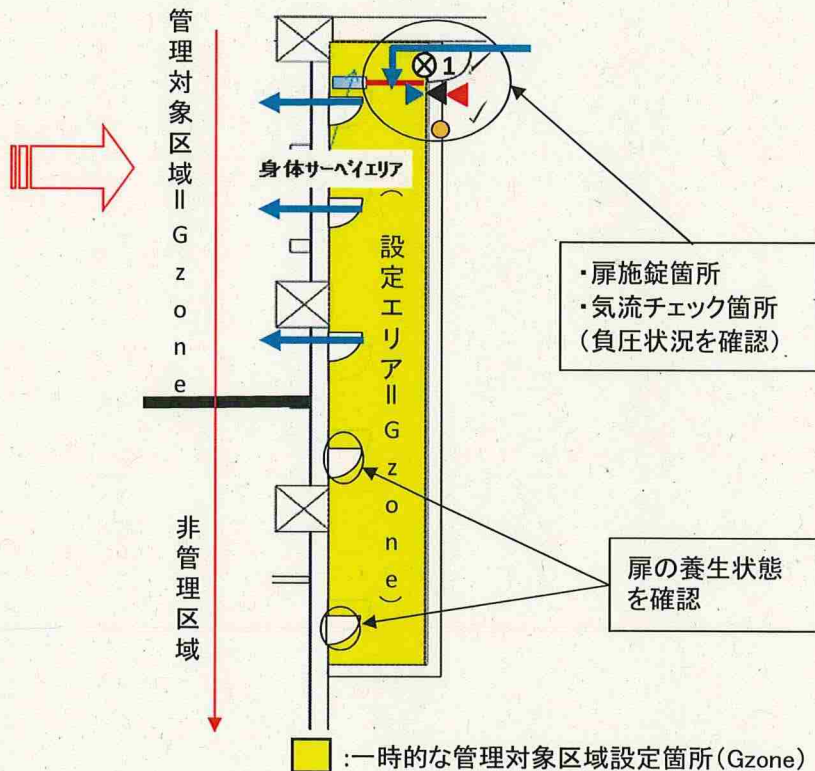 管理対象区域＝Gzone
非管理区域
1
身体サーベイエリア
(設定エリア＝Gzone)
・扉施錠箇所
・気流チェック箇所
(負圧状況を確認)
扉の養生状態
を確認
:一時的な管理対象区域設定箇所(Gzone)